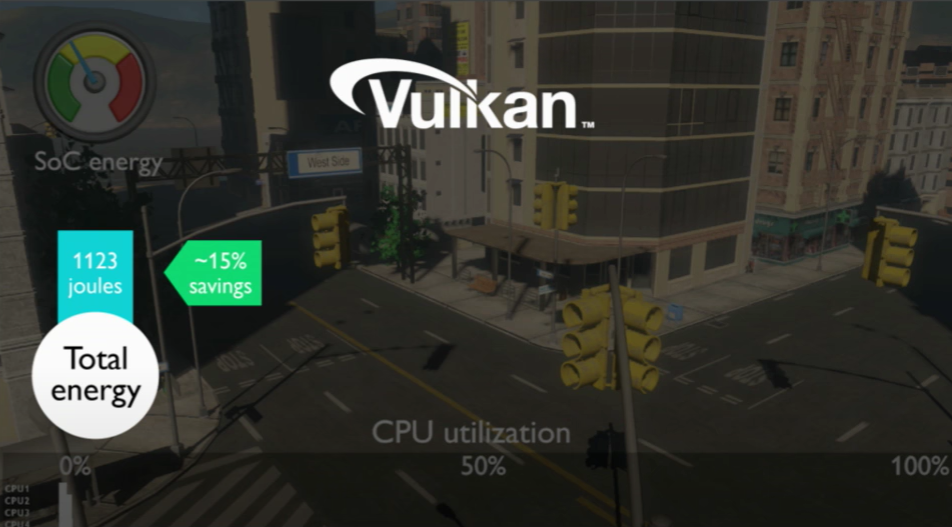 Vulkan™
SoC energy
West Side
1123
joules
~15%
savings
Total
energy
CPU utilization
0%
50%
100%
CPU1
CPU2
CPU3
CPU4